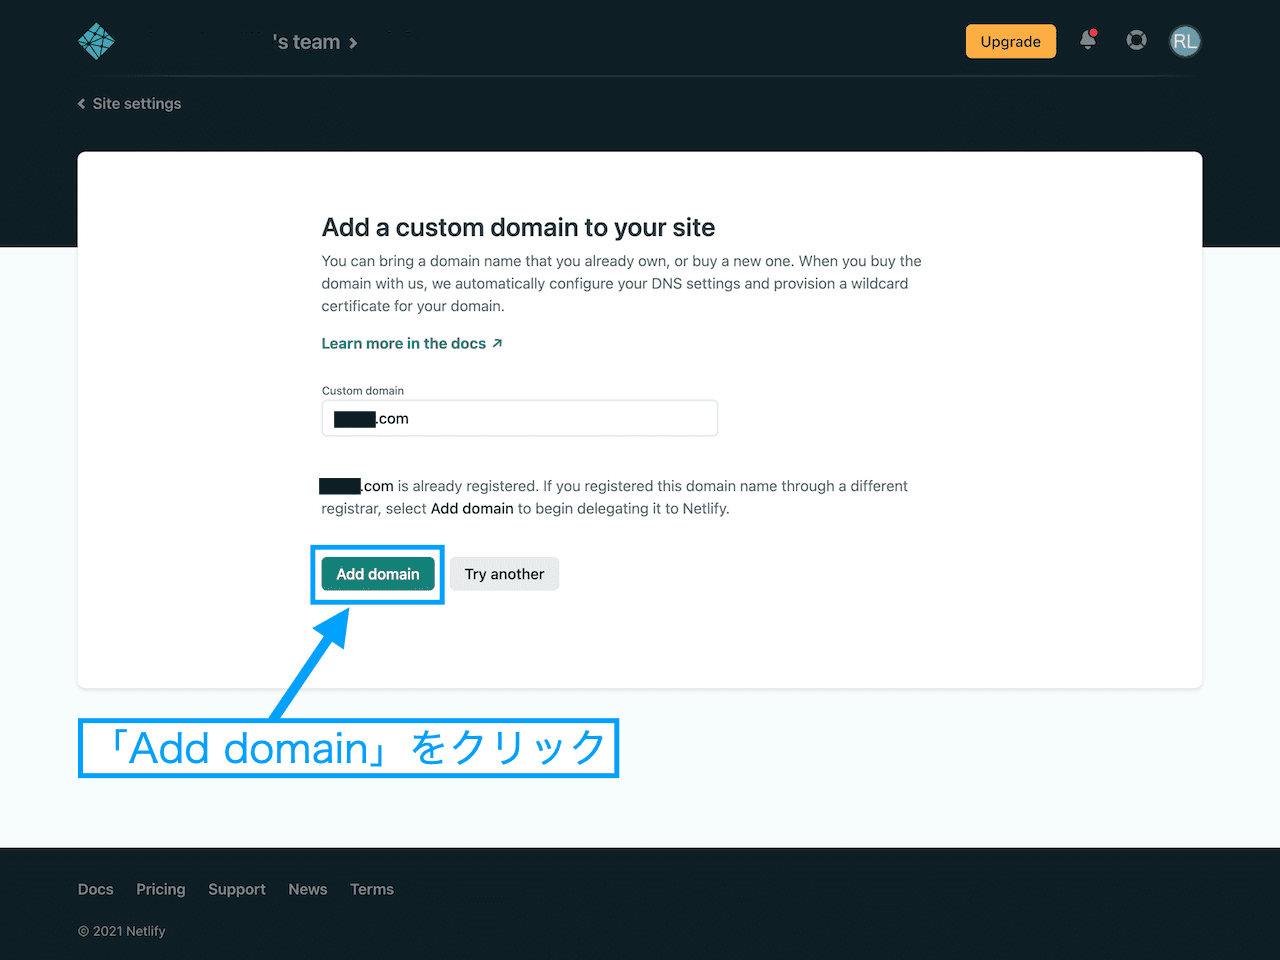 's team
Upgrade
RL
Site settings
Add a custom domain to your site
You can bring a domain name that you already own, or buy a new one. When you buy the
domain with us, we automatically configure your DNS settings and provision a wildcard
certificate for your domain.
Learn more in the docs
Custom domain
.com
.com is already registered. If you registered this domain name through a different
registrar, select Add domain to begin delegating it to Netlify.
Add domain Try another
「Add domain」をクリック
Docs Pricing Support News Terms
© 2021 Netlify